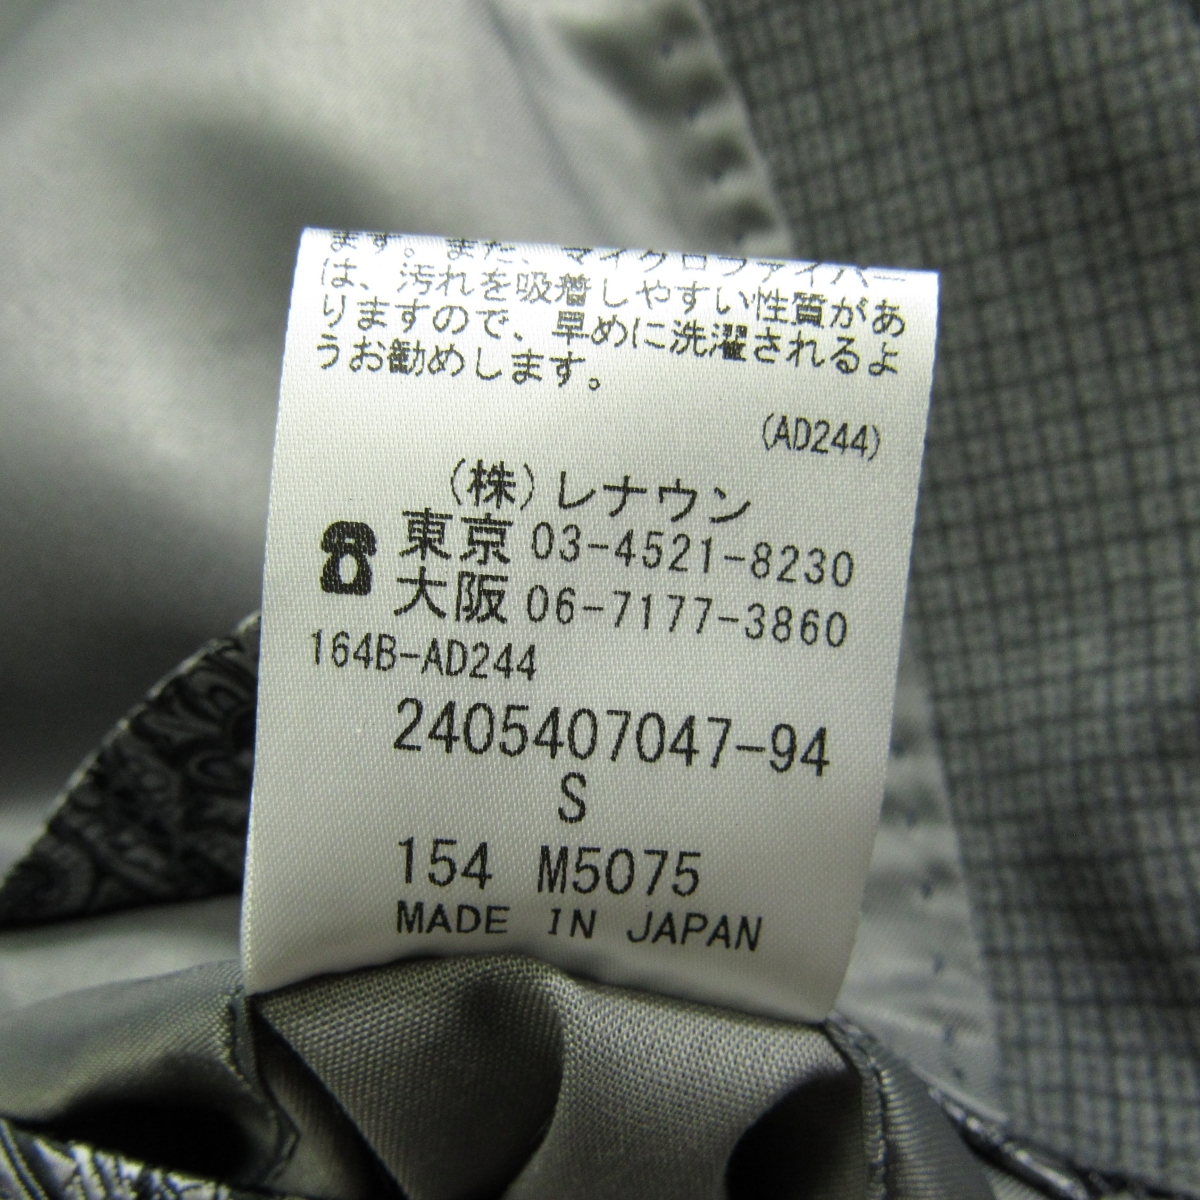 ます。また、マイクロファイバー
は、汚れを吸着しやすい性質があ
りますので、早めに洗濯されるよ
うお勧めします。
(AD244)
(株)レナウン
東京 03-4521-8230
大阪 06-7177-3860
164B-AD244
2405407047-94
S
154 M5075
MADE IN JAPAN